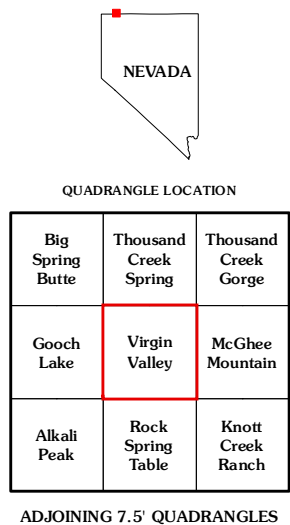 NEVADA
QUADRANGLE LOCATION
Big
Spring
Butte
Thousand
Creek
Spring
Thousand
Creek
Gorge
Gooch
Lake
Virgin
Valley
McGhee
Mountain
Alkali
Peak
Rock
Spring
Table
Knott
Creek
Ranch
ADJOINING 7.5' QUADRANGLES